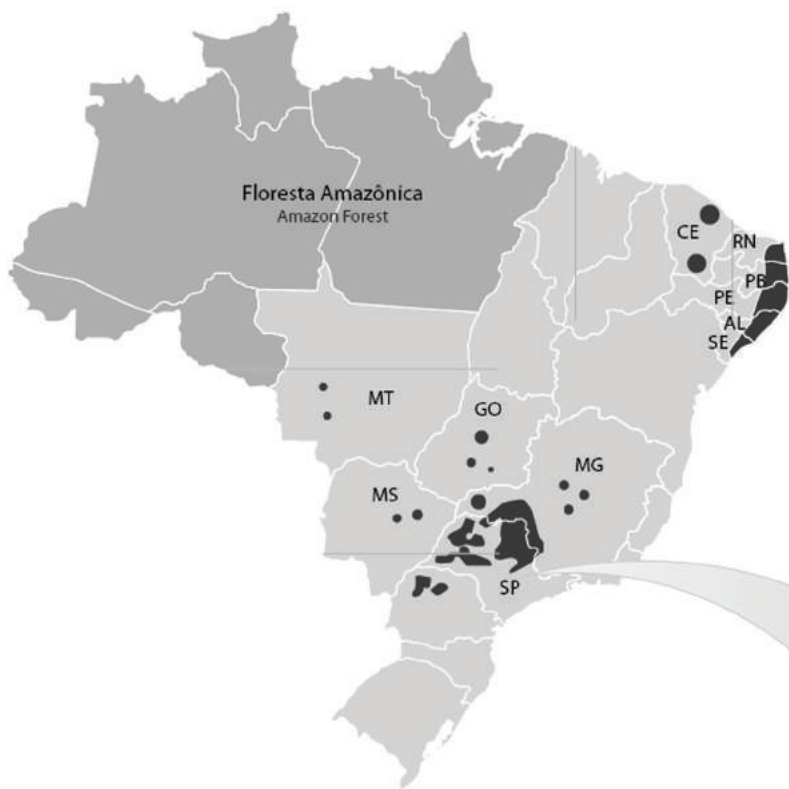 Floresta Amazônica
Amazon Forest
CE
RN
PB
PE
AL
SE
MT
GO
MG
MS
SP